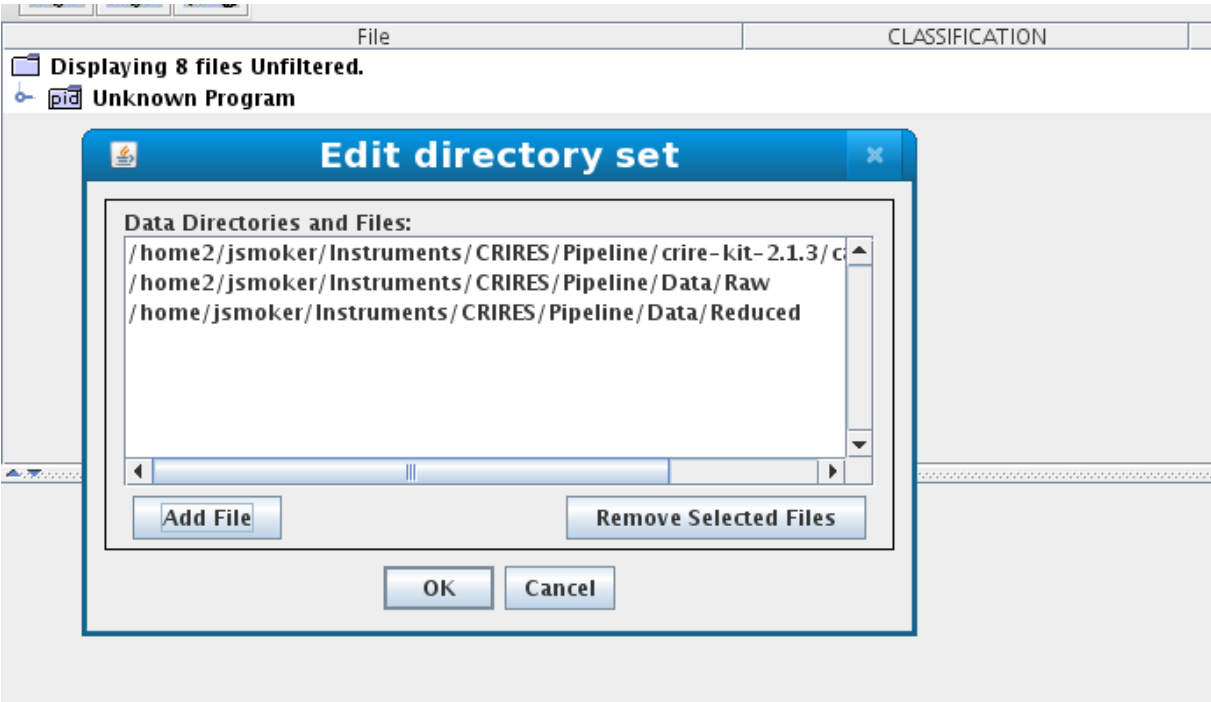 File CLASSIFICATION
Displaying 8 files Unfiltered.
pid Unknown Program
Edit directory set
Data Directories and Files:
/home2/jsmoker/Instruments/CRIRES/Pipeline/crire-kit-2.1.3/c
/home2/jsmoker/Instruments/CRIRES/Pipeline/Data/Raw
/home/jsmoker/Instruments/CRIRES/Pipeline/Data/Reduced
Add File Remove Selected Files
OK Cancel